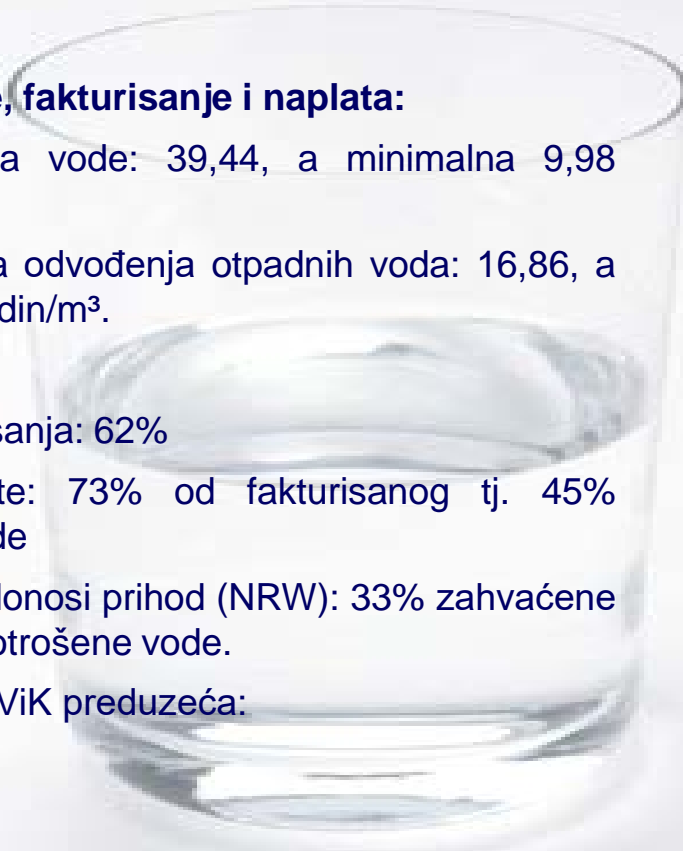 , fakturisanje i naplata:
a vode: 39,44, a minimalna 9,98
a odvođenja otpadnih voda: 16,86, a
din/m³.
sanja: 62%
te: 73% od fakturisanog tj. 45%
de
donosi prihod (NRW): 33% zahvaćene
otrošene vode.
ViK preduzeća: